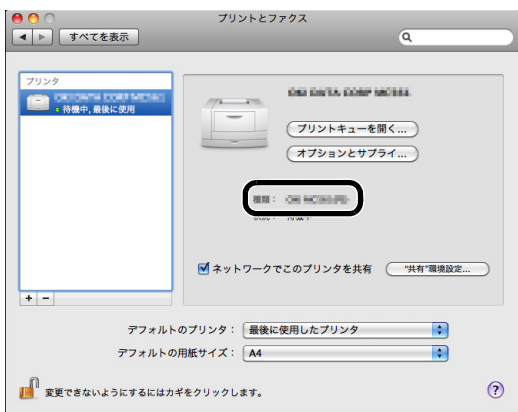 プリントとファクス
すべてを表示
プリンタ
待機中, 最後に使用
プリントキューを開く...
オプションとサプライ...
種類：
ネットワークでこのプリンタを共有
"共有"環境設定...
+ −
デフォルトのプリンタ： 最後に使用したプリンタ
デフォルトの用紙サイズ： A4
変更できないようにするにはカギをクリックします。
?